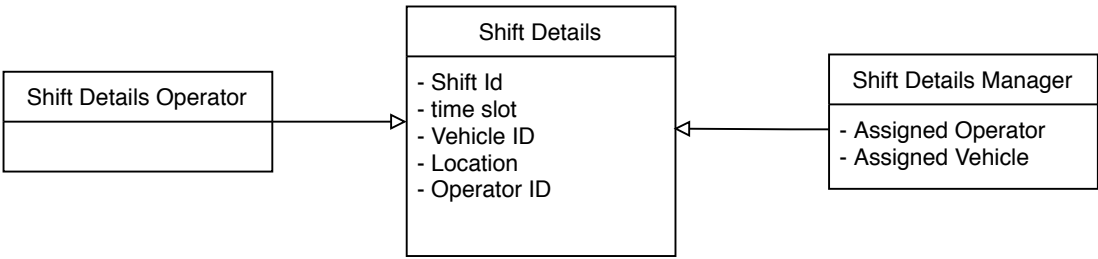 Shift Details Operator
Shift Details
- Shift Id
- time slot
- Vehicle ID
- Location
- Operator ID
Shift Details Manager
- Assigned Operator
- Assigned Vehicle